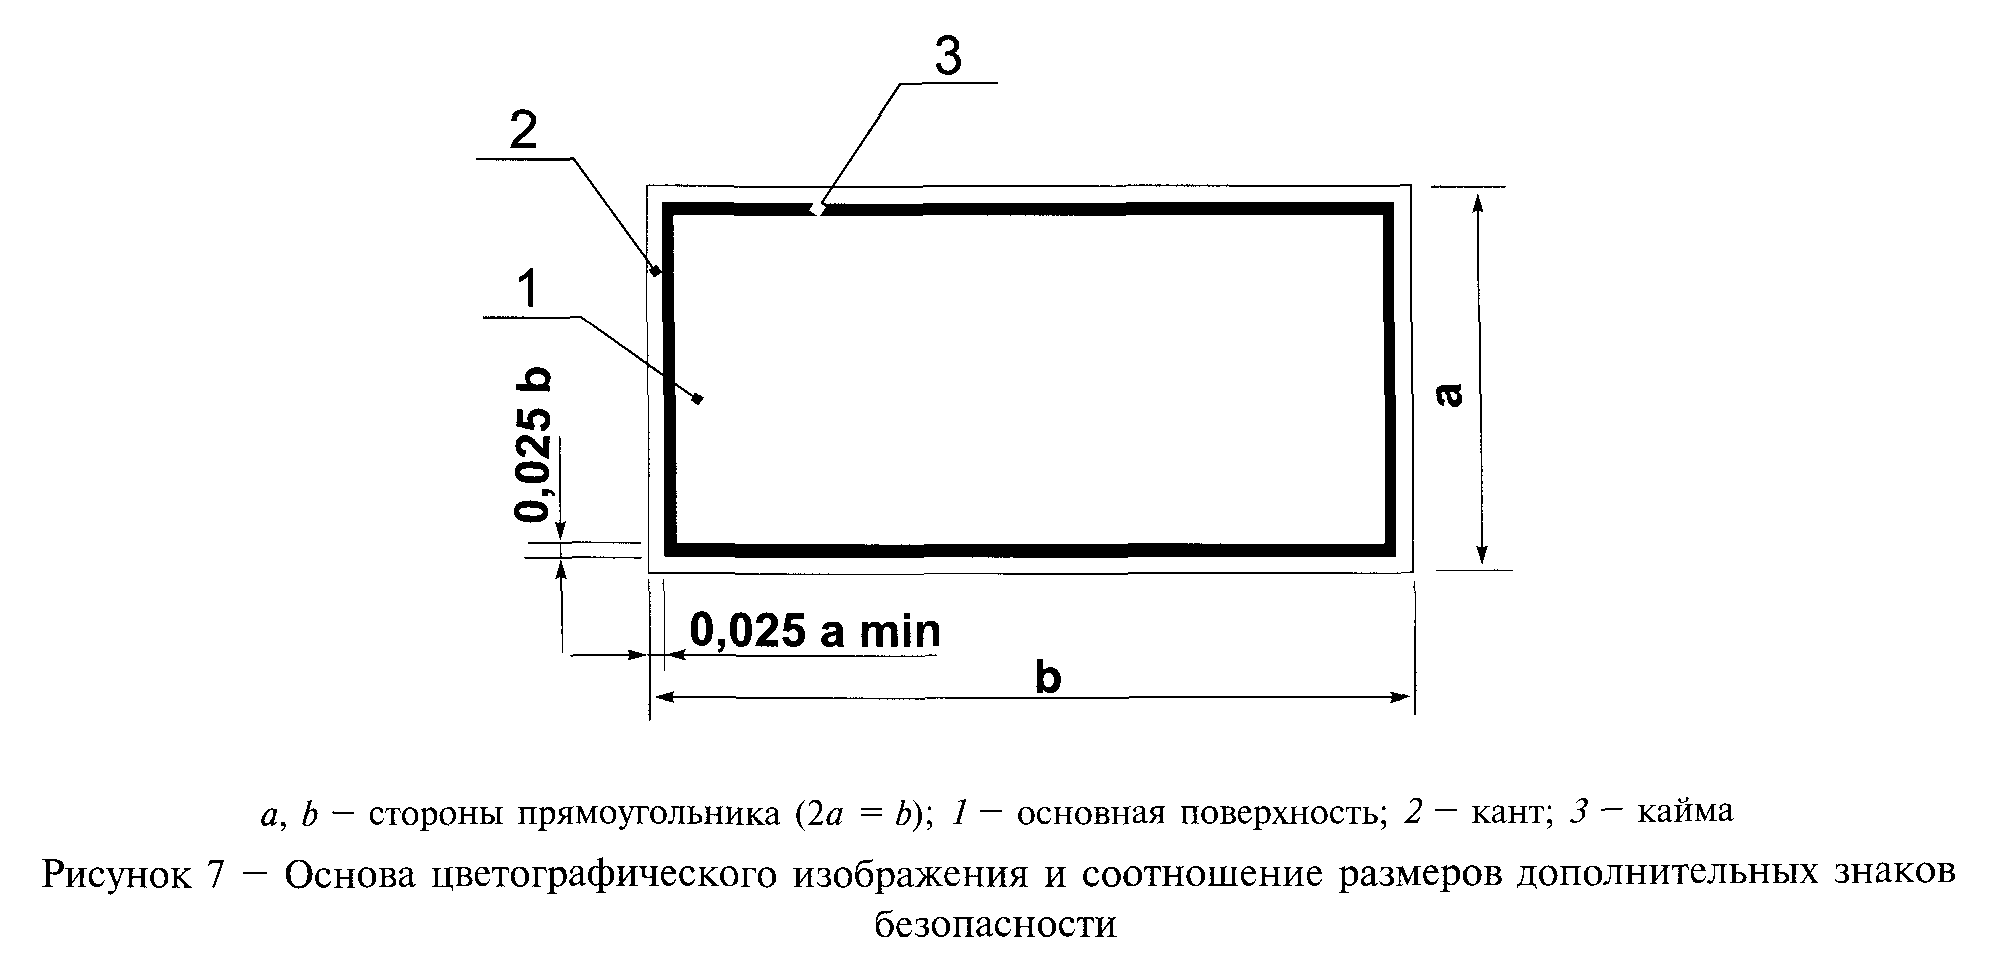 3
2
1
0,025 b
a
0,025 a min
b
a, b – стороны прямоугольника (2a = b); 1 – основная поверхность; 2 – кант; 3 – кайма
Рисунок 7 – Основа цветографического изображения и соотношение размеров дополнительных знаков
безопасности